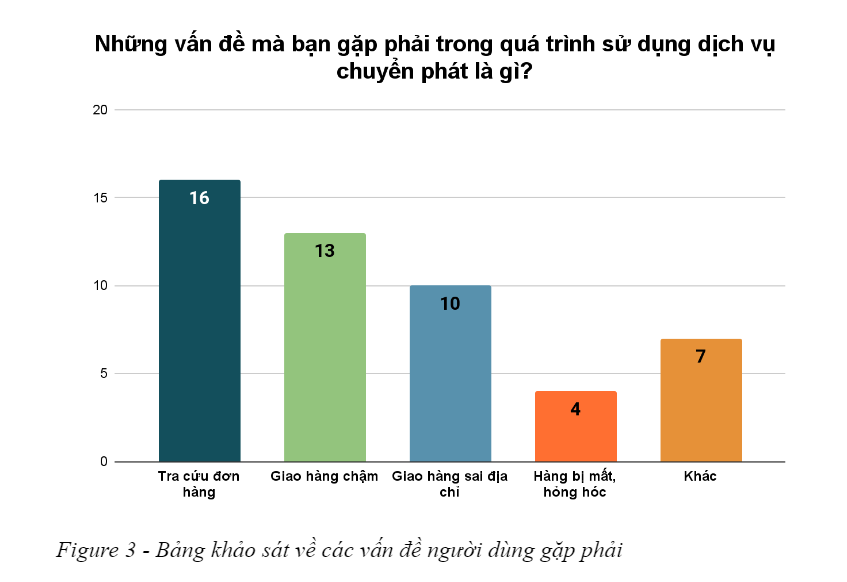 Những vấn đề mà bạn gặp phải trong quá trình sử dụng dịch vụ
chuyển phát là gì?
20
15
10
5
0
16
13
10
4
7
Tra cứu đơn
hàng
Giao hàng chậm
Giao hàng sai địa
chỉ
Hàng bị mất,
hỏng hóc
Khác
Figure 3 - Bảng khảo sát về các vấn đề người dùng gặp phải